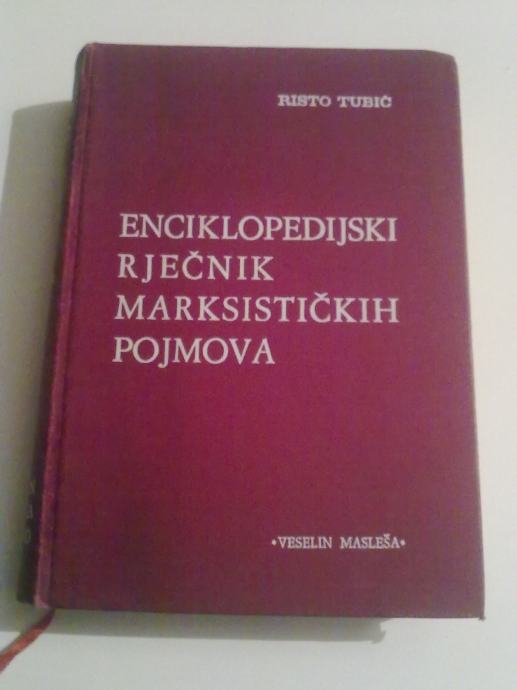 RISTO TUBIĆ
ENCIKLOPEDIJSKI
RJEČNIK
MARKSISTIČKIH
POJMOVA
•VESELIN MASLEŠA•